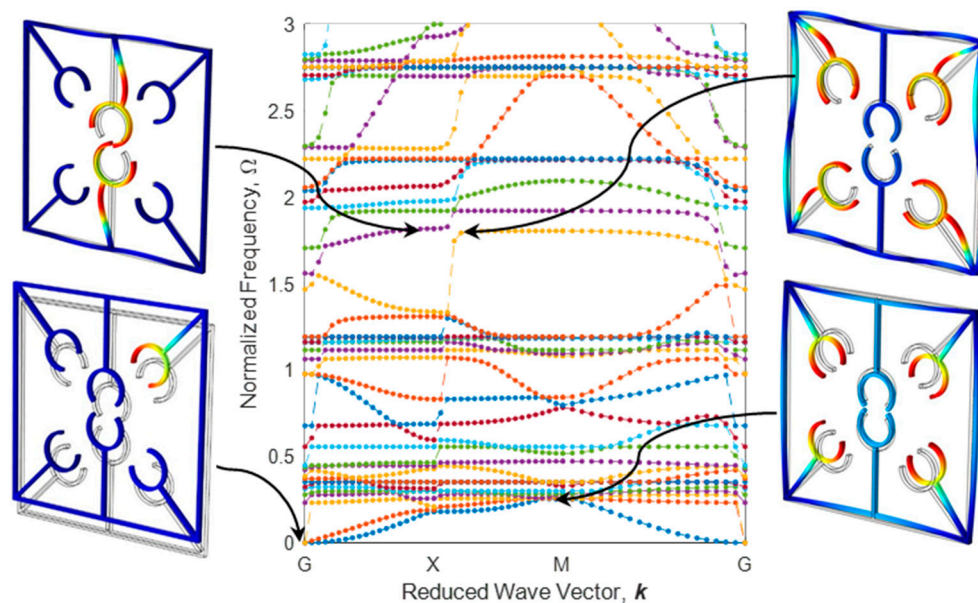 3
2.5
2
1.5
1
0.5
0
Normalized Frequency, Ω
G X M G
Reduced Wave Vector, k